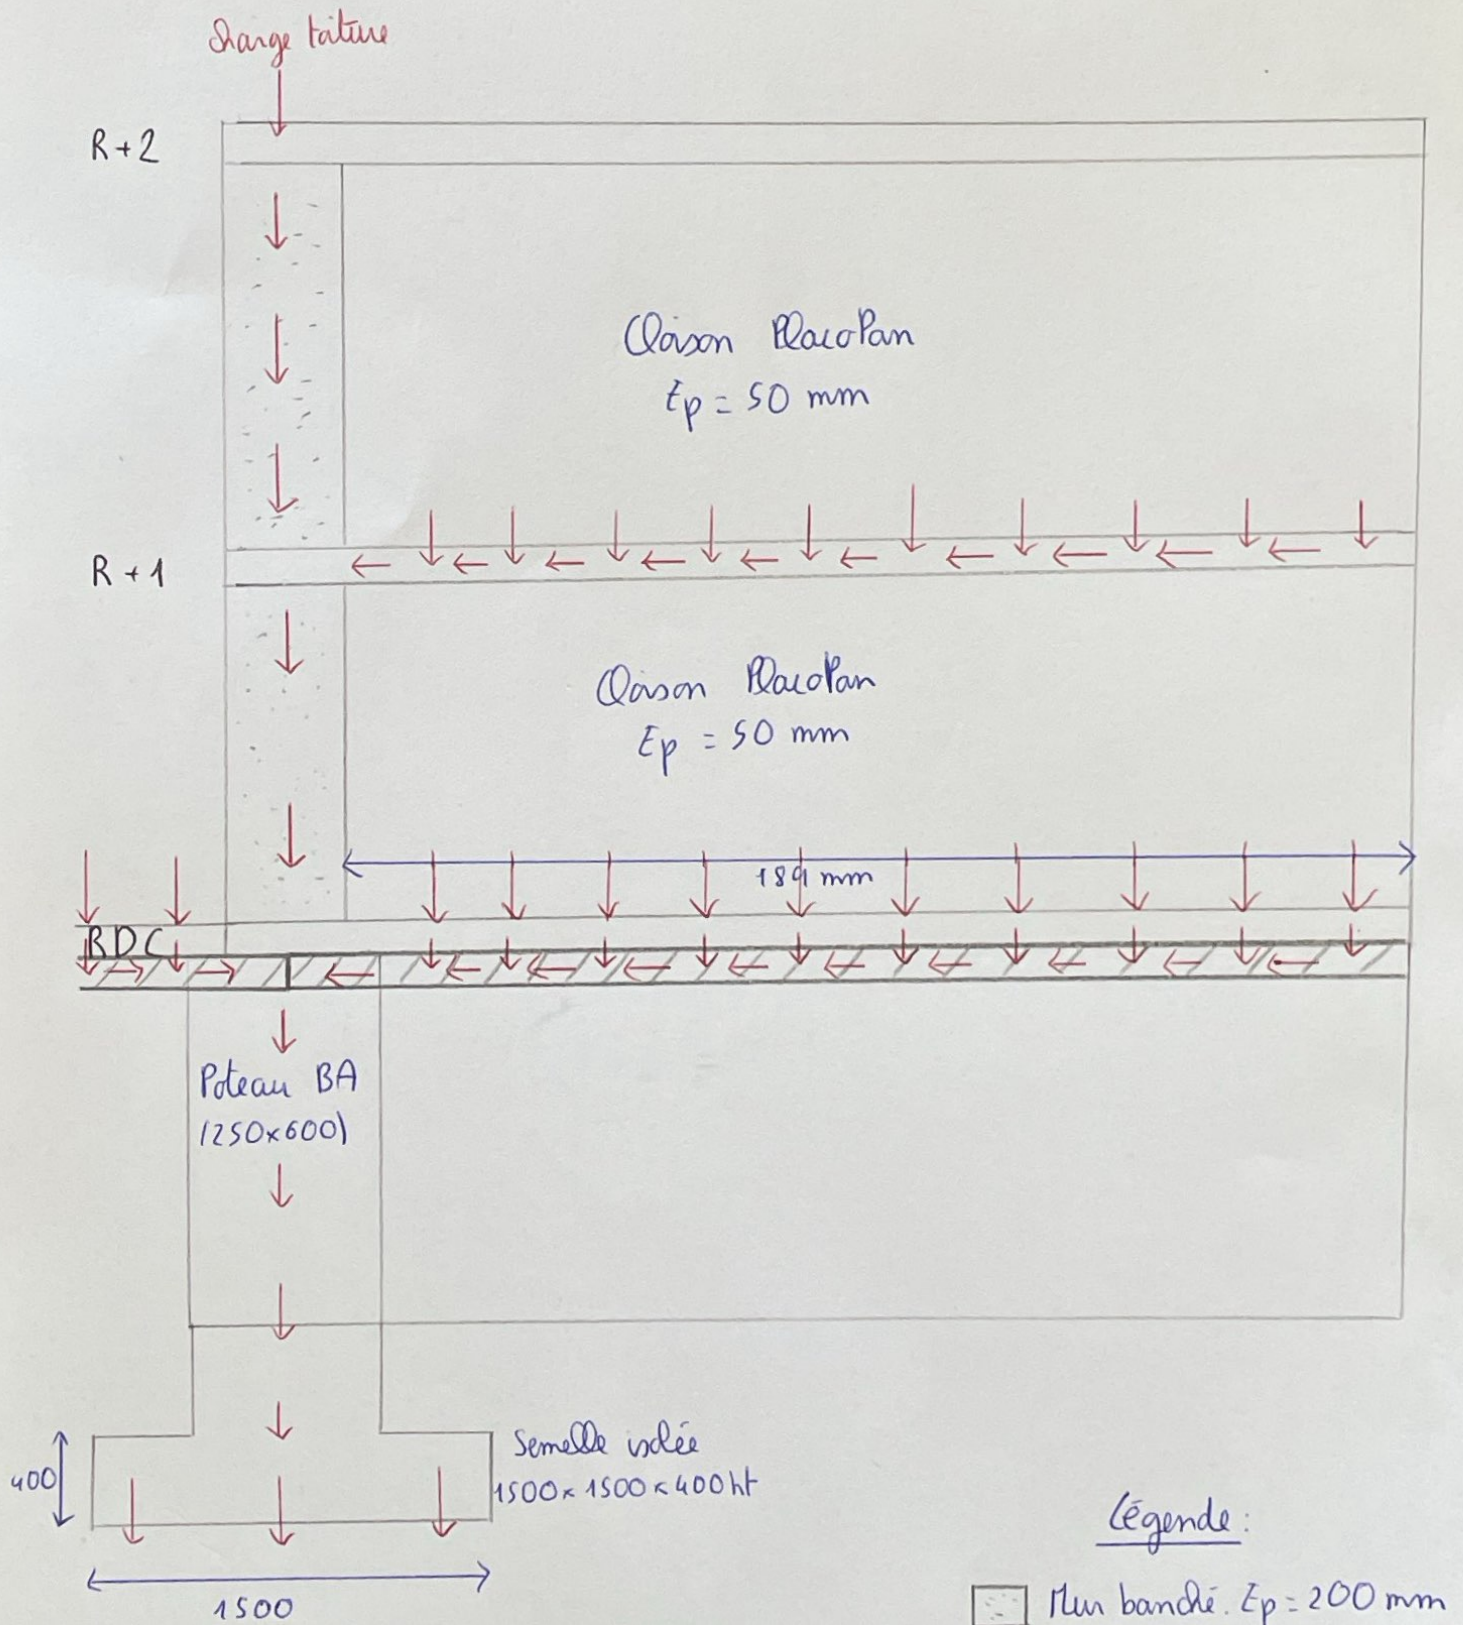 Charge toiture
R+2
Cloison PlacoPan
Ep = 50 mm
R+1
Cloison PlacoPan
Ep = 50 mm
189 mm
RDC
Poteau BA
(250x600)
400
Semelle isolée
1500x1500x400ht
1500
Légende :
Mur banché. Ep = 200 mm